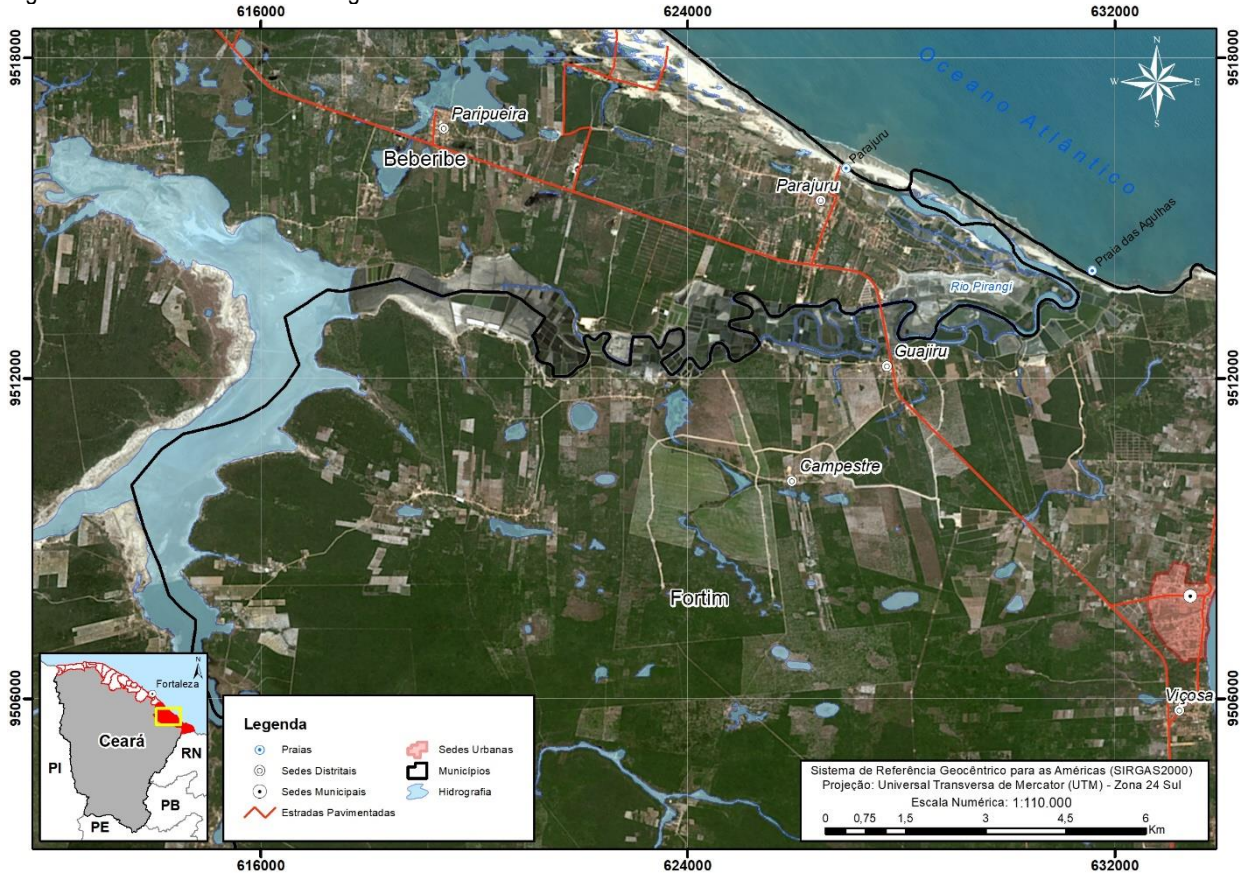 616000
624000
632000
9518000
9518000
N
W
E
S
Oceano Atlântico
Paripueira
Beberibe
Parajuru
Parajuru
Praia das Agulhas
Rio Pirangi
9512000
9512000
Guajiru
Campestre
Fortim
9506000
9506000
Viçosa
N
Fortaleza
Ceará
RN
PI
PB
PE
Legenda
Praias
Sedes Distritais
Sedes Municipais
Estradas Pavimentadas
Sedes Urbanas
Municípios
Hidrografia
Sistema de Referência Geocêntrico para as Américas (SIRGAS2000)
Projeção: Universal Transversa de Mercator (UTM) - Zona 24 Sul
Escala Numérica: 1:110.000
0 0,75 1,5 3 4,5 6
Km
616000
624000
632000